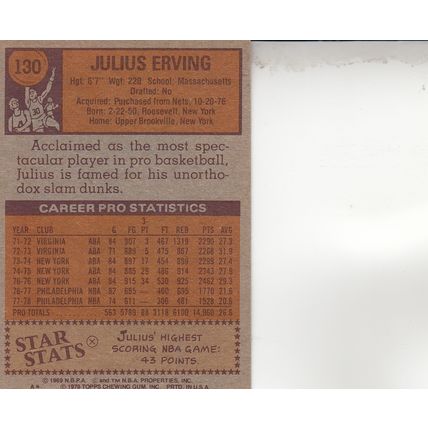 130 JULIUS ERVING
Hgt: 6'7" Wgt: 220 School: Massachusetts
Drafted: No
Acquired: Purchased from Nets, 10-20-76
Born: 2-22-50, Roosevelt, New York
Home: Upper Brookville, New York
Acclaimed as the most spec-
tacular player in pro basketball,
Julius is famed for his unortho-
dox slam dunks.
CAREER PRO STATISTICS
3-
YEAR CLUB G FG PT FT REB PTS AVG
71-72 VIRGINIA ABA 84 907 3 467 1319 2290 27.3
72-73 VIRGINIA ABA 71 889 5 475 867 2268 31.9
73-74 NEW YORK ABA 84 897 17 454 899 2299 27.4
74-75 NEW YORK ABA 84 885 29 486 914 2343 27.9
75-76 NEW YORK ABA 84 915 34 530 925 2462 29.3
76-77 PHILADELPHIA NBA 82 685 — 400 695 1770 21.6
77-78 PHILADELPHIA NBA 74 611 — 306 481 1528 20.6
PRO TOTALS 563 5789 88 3118 6100 14,960 26.6
STAR
STATS
JULIUS' HIGHEST
SCORING NBA GAME:
43 POINTS.
© 1969 N.B.P.A. © and TM N.B.A. PROPERTIES, INC.
A* © 1978 TOPPS CHEWING GUM, INC. PRTD. IN U.S.A.